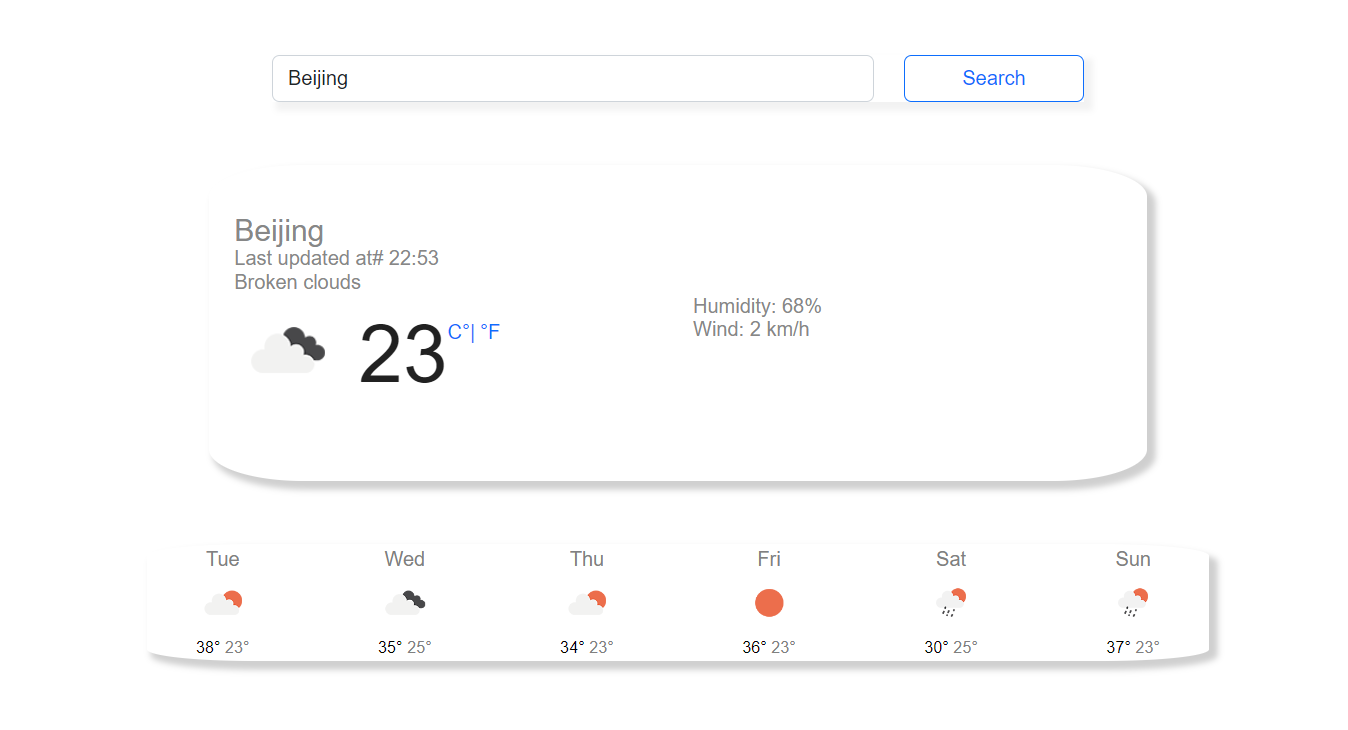 Beijing
Search
Beijing
Last updated at# 22:53
Broken clouds
23 C°| °F
Humidity: 68%
Wind: 2 km/h
Tue Wed Thu Fri Sat Sun
38° 23° 35° 25° 34° 23° 36° 23° 30° 25° 37° 23°